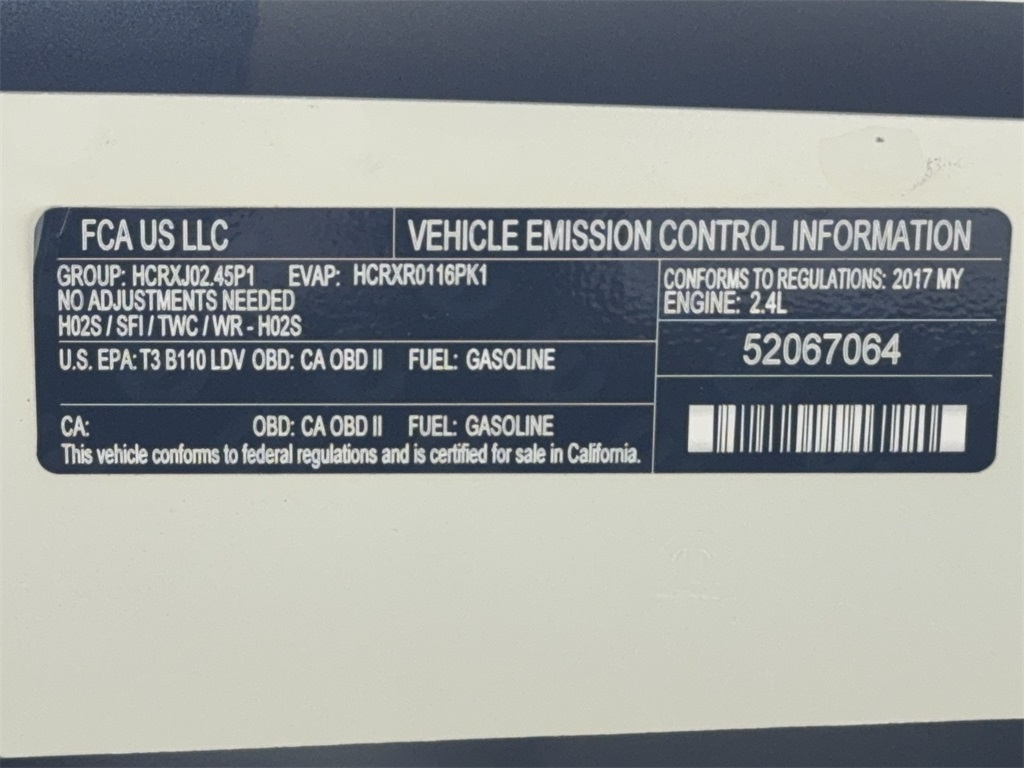 FCA US LLC
VEHICLE EMISSION CONTROL INFORMATION
GROUP: HCRXJ02.45P1 EVAP: HCRXR0116PK1
NO ADJUSTMENTS NEEDED
H02S / SFI / TWC / WR - H02S
U.S. EPA: T3 B110 LDV OBD: CA OBD II FUEL: GASOLINE
CA: OBD: CA OBD II FUEL: GASOLINE
This vehicle conforms to federal regulations and is certified for sale in California.
CONFORMS TO REGULATIONS: 2017 MY
ENGINE: 2.4L
52067064